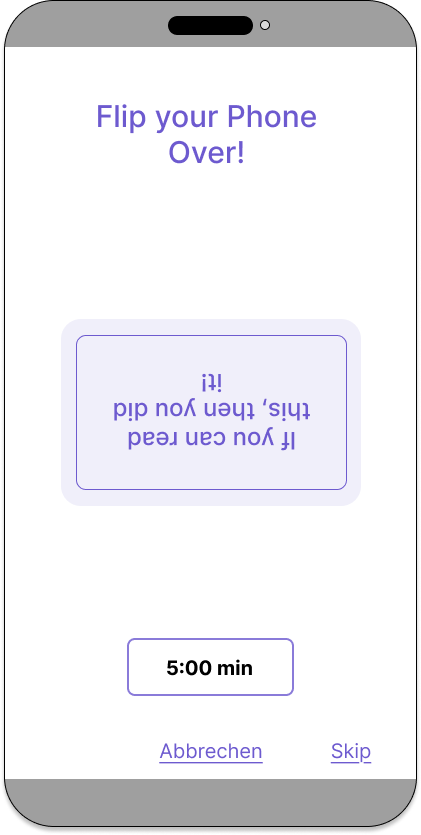 Flip your Phone
Over!
If you can read
this, then you did
it!
5:00 min
Abbrechen
Skip